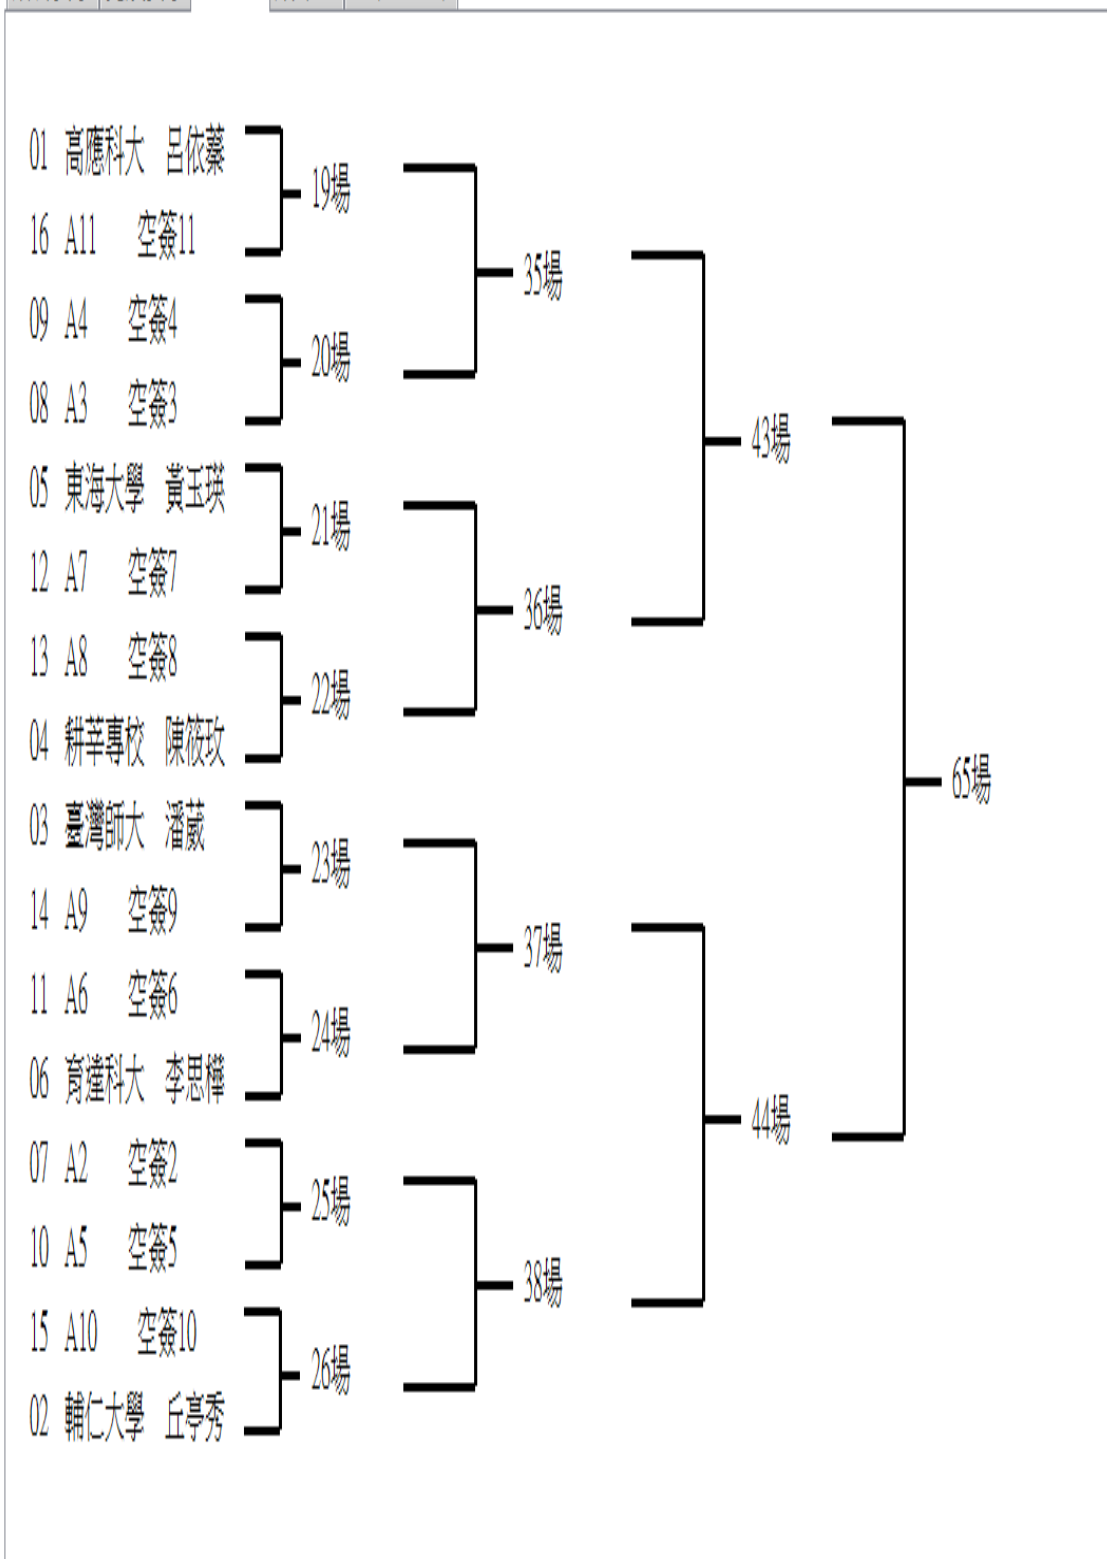 01 高應科大 呂依蓁
16 A11 空簽11
19場
09 A4 空簽4
08 A3 空簽3
20場
35場
05 東海大學 黃玉瑛
12 A7 空簽7
21場
13 A8 空簽8
04 耕莘專校 陳筱玫
22場
36場
43場
03 臺灣師大 潘葳
14 A9 空簽9
23場
11 A6 空簽6
06 育達科大 李思樺
24場
37場
07 A2 空簽2
10 A5 空簽5
25場
15 A10 空簽10
02 輔仁大學 丘亭秀
26場
38場
44場
65場